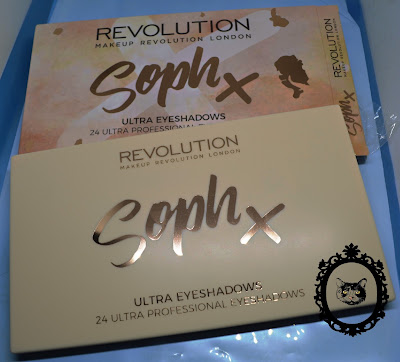 REVOLUTION
MAKEUP REVOLUTION LONDON
Soph x
ULTRA EYESHADOWS
24 ULTRA PROFESSIONAL
REVOLUTION
Soph x
REVOLUTION
MAKEUP REVOLUTION LONDON
Soph x
ULTRA EYESHADOWS
24 ULTRA PROFESSIONAL EYESHADOWS